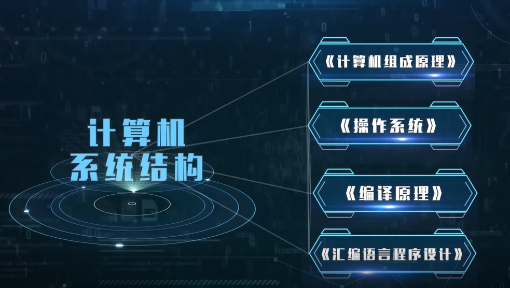 计算机
系统结构
《计算机组成原理》
《操作系统》
《编译原理》
《汇编语言程序设计》